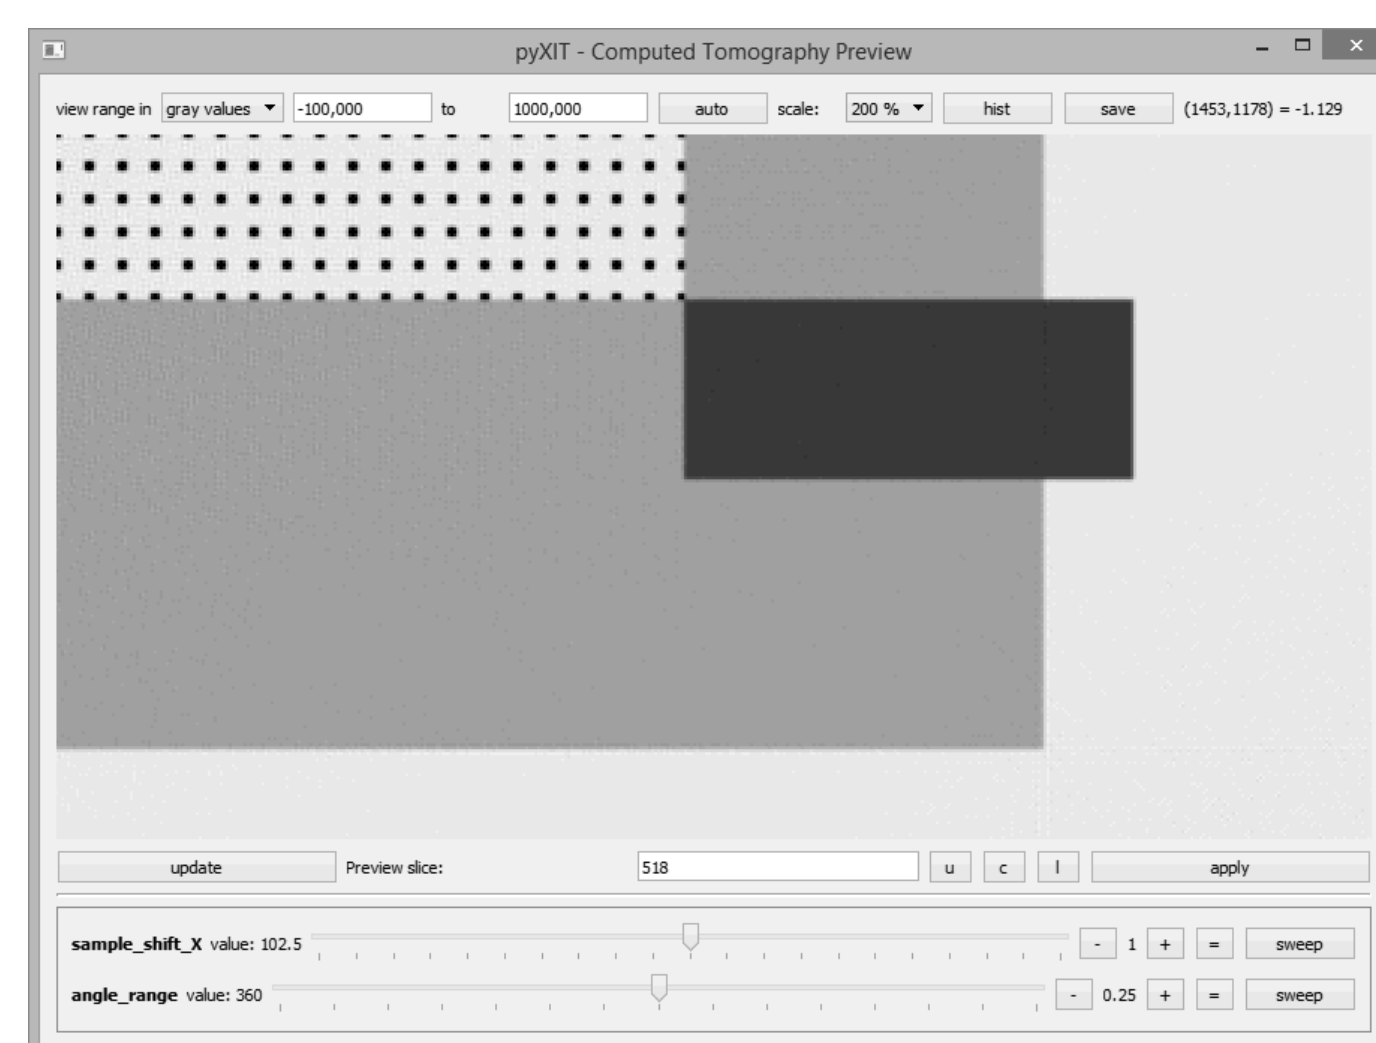 pyXIT - Computed Tomography Preview
view range in gray values -100,000 to 1000,000 auto scale: 200 % hist save (1453,1178) = -1.129
update Preview slice: 518 u c l apply
sample_shift_X value: 102.5 - 1 + = sweep
angle_range value: 360 - 0.25 + = sweep